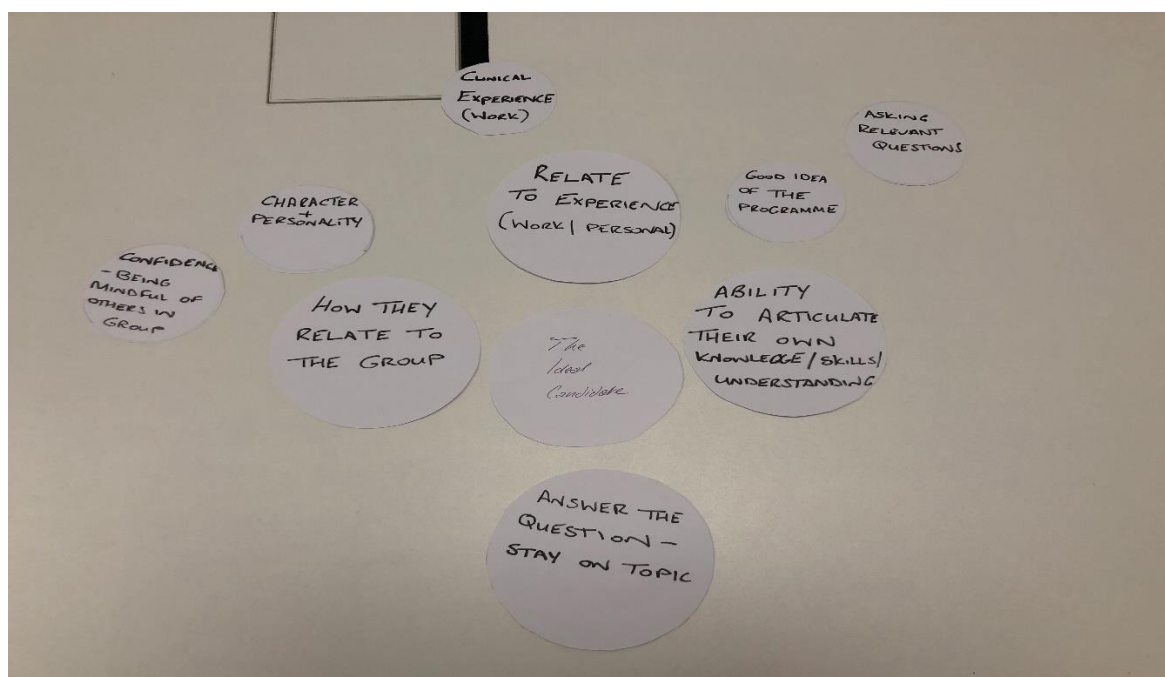 CLINICAL
EXPERIENCE
(WORK)
ASKING
RELEVANT
QUESTIONS
RELATE
TO EXPERIENCE
(WORK/PERSONAL)
GOOD IDEA
OF THE
PROGRAMME
CHARACTER
+
PERSONALITY
CONFIDENCE
- BEING
MINDFUL OF
OTHERS IN
GROUP
HOW THEY
RELATE TO
THE GROUP
The
Ideal
Candidate
ABILITY
TO ARTICULATE
THEIR OWN
KNOWLEDGE/SKILLS/
UNDERSTANDING
ANSWER THE
QUESTION -
STAY ON TOPIC